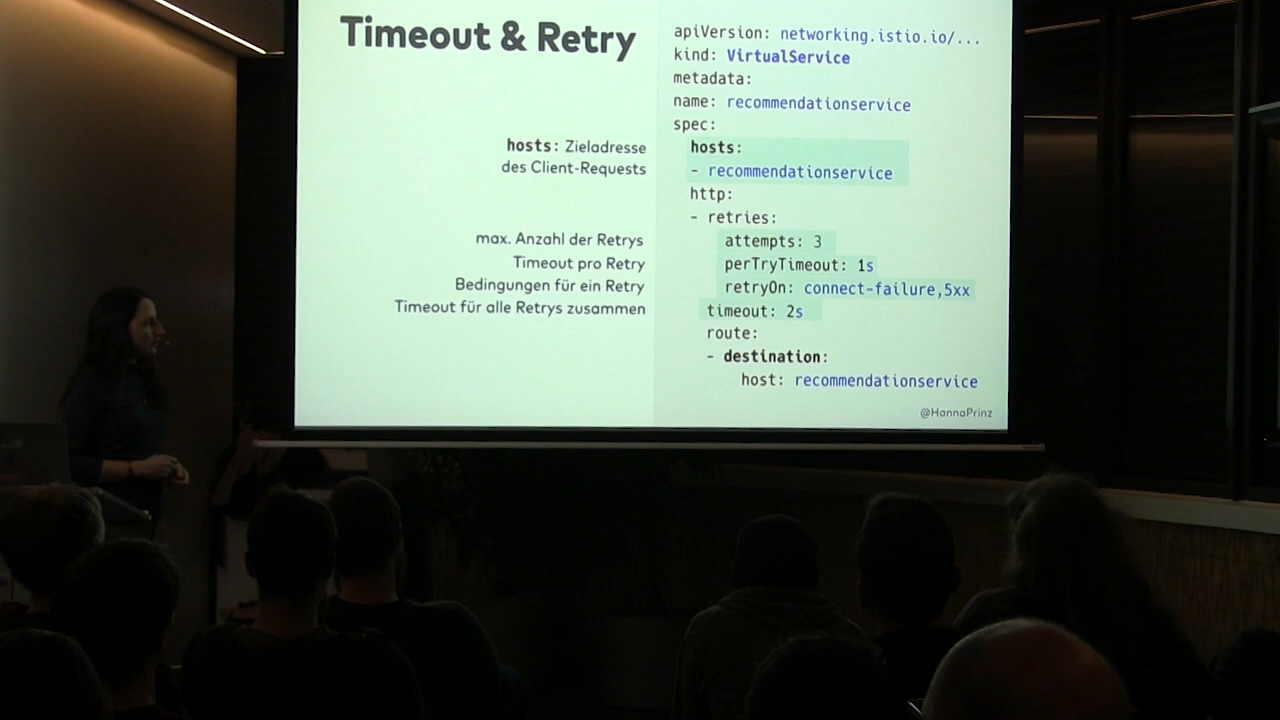 Timeout & Retry
hosts: Zieladresse
des Client-Requests
max. Anzahl der Retrys
Timeout pro Retry
Bedingungen für ein Retry
Timeout für alle Retrys zusammen
apiVersion: networking.istio.io/...
kind: VirtualService
metadata:
name: recommendationservice
spec:
hosts:
- recommendationservice
http:
- retries:
attempts: 3
perTryTimeout: 1s
retryOn: connect-failure,5xx
timeout: 2s
route:
- destination:
host: recommendationservice
@HannaPrinz